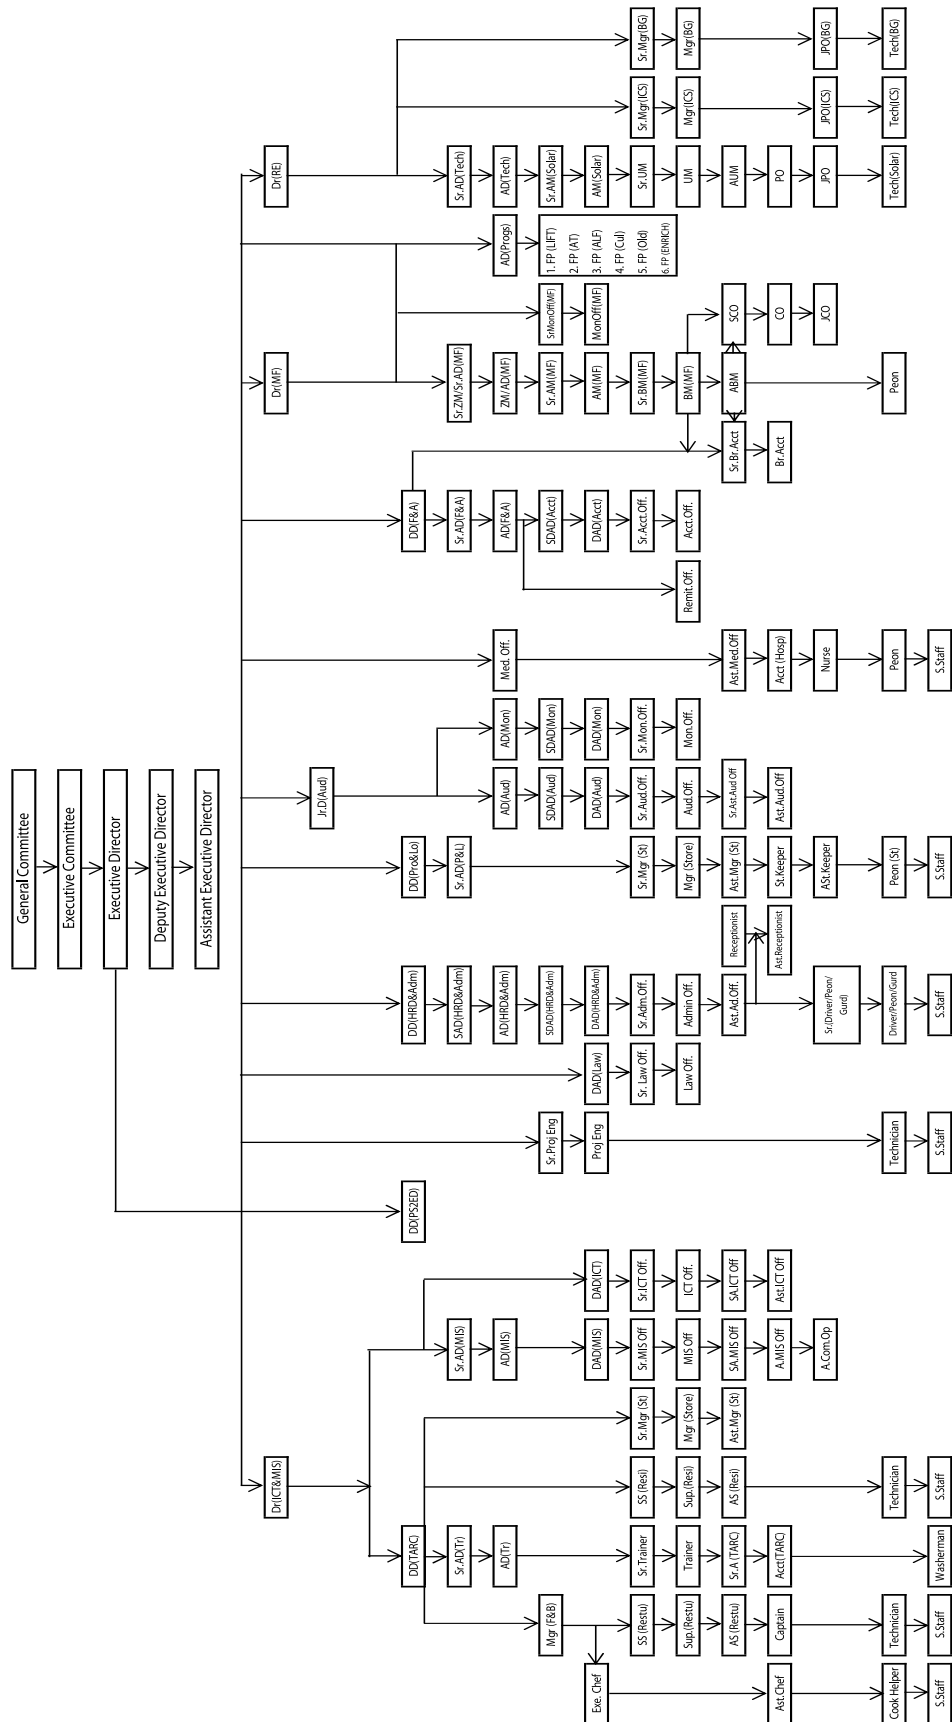 General Committee
Executive Committee
Executive Director
Deputy Executive Director
Assistant Executive Director
Dr(ICT&MIS)
Dr(MF)
Dr(RE)
Jr.D(Aud)
DD(TARC)
DD(PS2ED)
DD(HRD&Adm)
DD(Pro&Lo)
DD(F&A)
Sr.AD(Tr)
Sr.AD(MIS)
SAD(HRD&Adm)
Sr.AD(P&L)
Sr.AD(F&A)
Sr.ZM/Sr.AD(MF)
Sr.AD(Tech)
AD(Tr)
AD(MIS)
AD(HRD&Adm)
AD(Aud)
AD(Mon)
Med. Off.
AD(F&A)
ZM/AD(MF)
AD(Progs)
AD(Tech)
Mgr (F&B)
Sr.Proj Eng
SDAD(HRD&Adm)
SDAD(Aud)
SDAD(Mon)
SDAD(Acct)
Sr.AM(MF)
SrMonOff(MF)
1. FP (LIFT)
2. FP (AT)
3. FP (ALF)
4. FP (Cul)
5. FP (Old)
6. FP (ENRICH)
Sr.AM(Solar)
Exe. Chef
DAD(MIS)
DAD(ICT)
Proj Eng
DAD(Law)
DAD(HRD&Adm)
DAD(Aud)
DAD(Mon)
DAD(Acct)
AM(MF)
MonOff(MF)
AM(Solar)
SS (Restu)
Sr.Trainer
SS (Resi)
Sr.Mgr (St)
Sr.MIS Off
Sr.ICT Off.
Sr. Law Off.
Sr.Adm.Off.
Sr.Mgr (St)
Sr.Aud.Off.
Sr.Mon.Off.
Sr.Acct.Off.
Sr.BM(MF)
Sr.UM
Sr.Mgr(ICS)
Sr.Mgr(BG)
Sup.(Restu)
Trainer
Sup.(Resi)
Mgr (Store)
MIS Off
ICT Off.
Law Off.
Admin Off.
Mgr (Store)
Aud.Off.
Mon.Off.
Remit.Off.
Acct.Off.
BM(MF)
UM
Mgr(ICS)
Mgr(BG)
AS (Restu)
Sr.A (TARC)
AS (Resi)
Ast.Mgr (St)
SA.MIS Off
SA.ICT Off
Ast.Ad.Off.
Receptionist
Ast.Mgr (St)
Sr.Ast.Aud Off
Ast.Med.Off
Sr.Br.Acct
ABM
SCO
AUM
Ast.Chef
Captain
Acct(TARC)
A.MIS Off
Ast.ICT Off
Ast.Receptionist
St.Keeper
Ast.Aud.Off
Acct (Hosp)
Br.Acct
CO
PO
A.Com.Op
Sr.(Driver/Peon/
Gurd)
ASt.Keeper
Nurse
JCO
JPO
JPO(ICS)
JPO(BG)
Cook Helper
Technician
Technician
Technician
Driver/Peon/Gurd
Peon (St)
Peon
Peon
Tech(Solar)
Tech(ICS)
Tech(BG)
S.Staff
S.Staff
Washerman
S.Staff
S.Staff
S.Staff
S.Staff
S.Staff